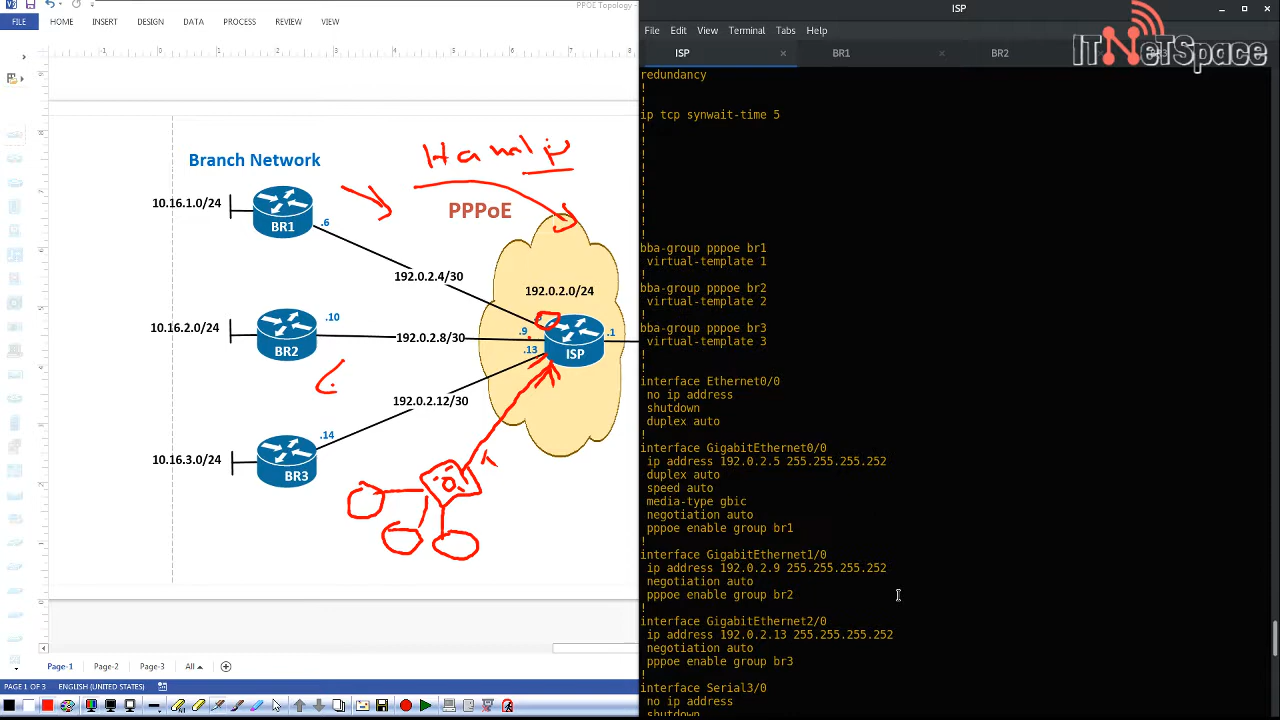 PPOE Topology -
FILE
HOME
INSERT
DESIGN
DATA
PROCESS
REVIEW
VIEW
Branch Network
10.16.1.0/24
BR1
.6
PPPoE
192.0.2.4/30
192.0.2.0/24
10.16.2.0/24
BR2
.10
192.0.2.8/30
.9
.13
ISP
.1
192.0.2.12/30
.14
10.16.3.0/24
BR3
Page-1
Page-2
Page-3
All
PAGE 1 OF 3
ENGLISH (UNITED STATES)
ISP
File Edit View Terminal Tabs Help
ISP
BR1
BR2
ITNeTSpace
redundancy
!
!
ip tcp synwait-time 5
!
!
!
!
!
!
!
!
!
bba-group pppoe br1
virtual-template 1
!
bba-group pppoe br2
virtual-template 2
!
bba-group pppoe br3
virtual-template 3
!
!
interface Ethernet0/0
no ip address
shutdown
duplex auto
!
interface GigabitEthernet0/0
ip address 192.0.2.5 255.255.255.252
duplex auto
speed auto
media-type gbic
negotiation auto
pppoe enable group br1
!
interface GigabitEthernet1/0
ip address 192.0.2.9 255.255.255.252
negotiation auto
pppoe enable group br2
!
interface GigabitEthernet2/0
ip address 192.0.2.13 255.255.255.252
negotiation auto
pppoe enable group br3
!
interface Serial3/0
no ip address
shutdown